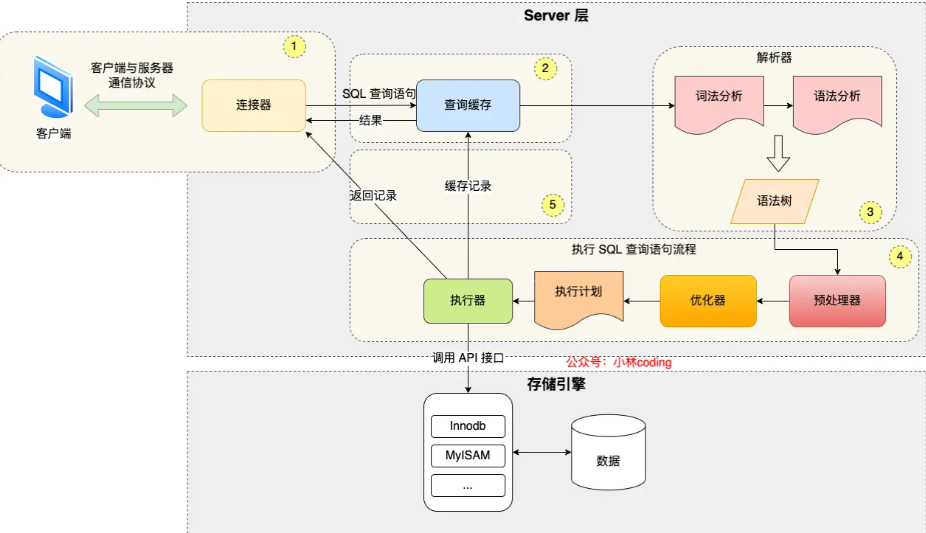 Server 层
1
客户端与服务器
通信协议
客户端
连接器
SQL 查询语句
结果
2
查询缓存
解析器
词法分析
语法分析
语法树
3
返回记录
缓存记录
5
执行 SQL 查询语句流程
4
执行器
执行计划
优化器
预处理器
调用 API 接口
公众号：小林coding
存储引擎
Innodb
MyISAM
...
数据